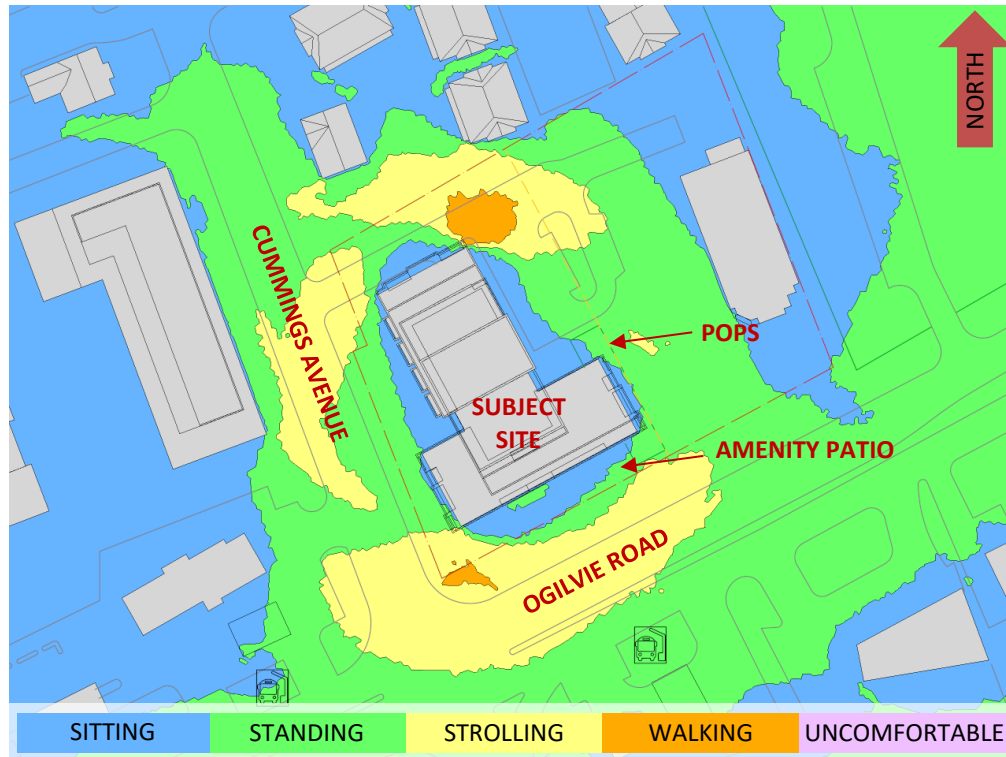 NORTH
CUMMINGS AVENUE
POPS
SUBJECT
SITE
AMENITY PATIO
OGILVIE ROAD
SITTING
STANDING
STROLLING
WALKING
UNCOMFORTABLE